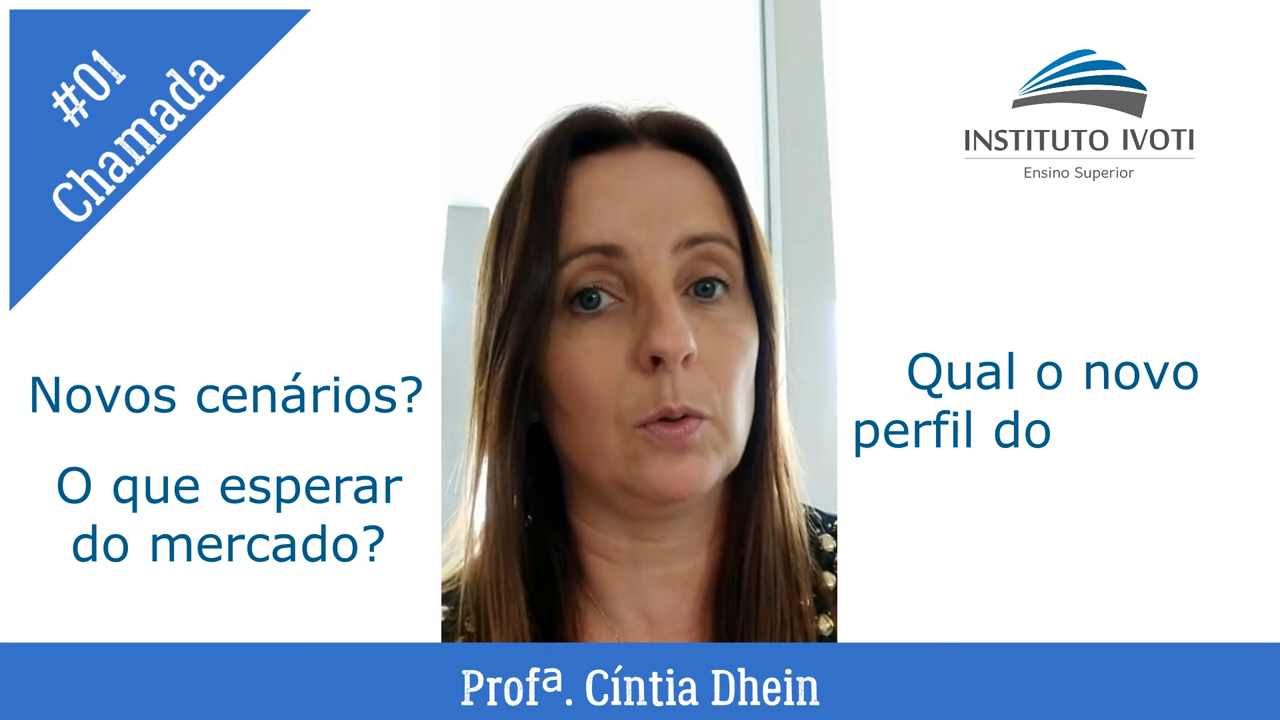 #01
Chamada
INSTITUTO IVOTI
Ensino Superior
Novos cenários?
O que esperar
do mercado?
Qual o novo
perfil do
Profª. Cíntia Dhein